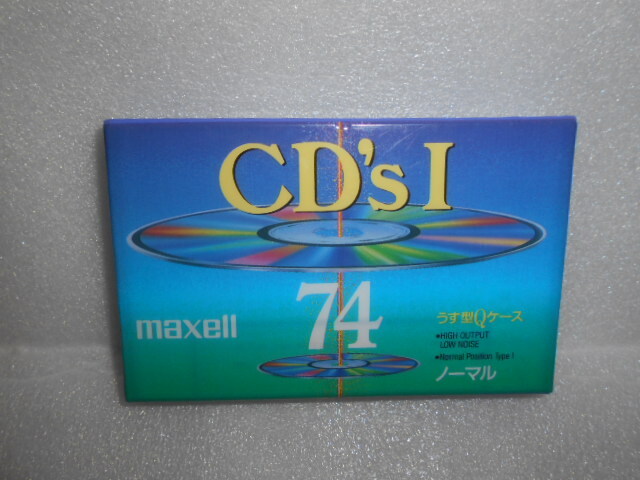 CD's I
74
maxell
うす型Qケース
•HIGH OUTPUT
LOW NOISE
•Normal Position Type I
ノーマル